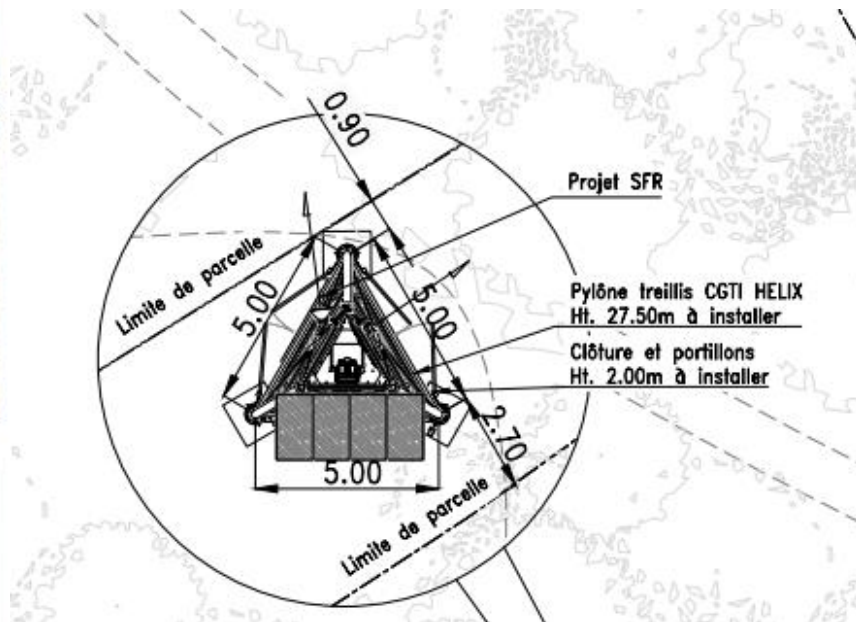 0.90
Projet SFR
Limite de parcelle
5.00
5.00
Pylône treillis CGTI HELIX
Ht. 27.50m à installer
Clôture et portillons
Ht. 2.00m à installer
2.70
5.00
Limite de parcelle